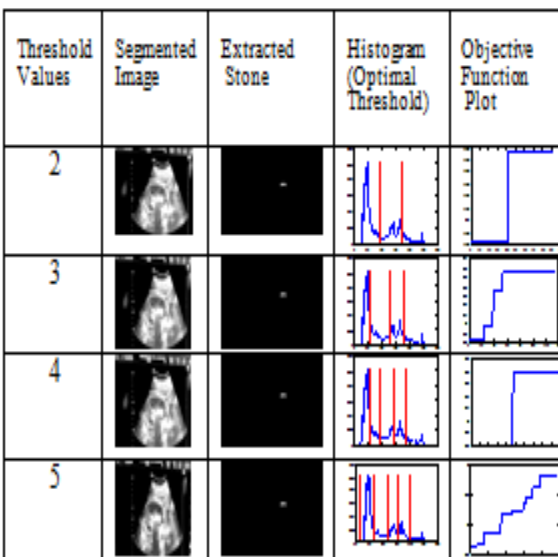 Threshold Values
Segmented Image
Extracted Stone
Histogram (Optimal Threshold)
Objective Function Plot
2
3
4
5